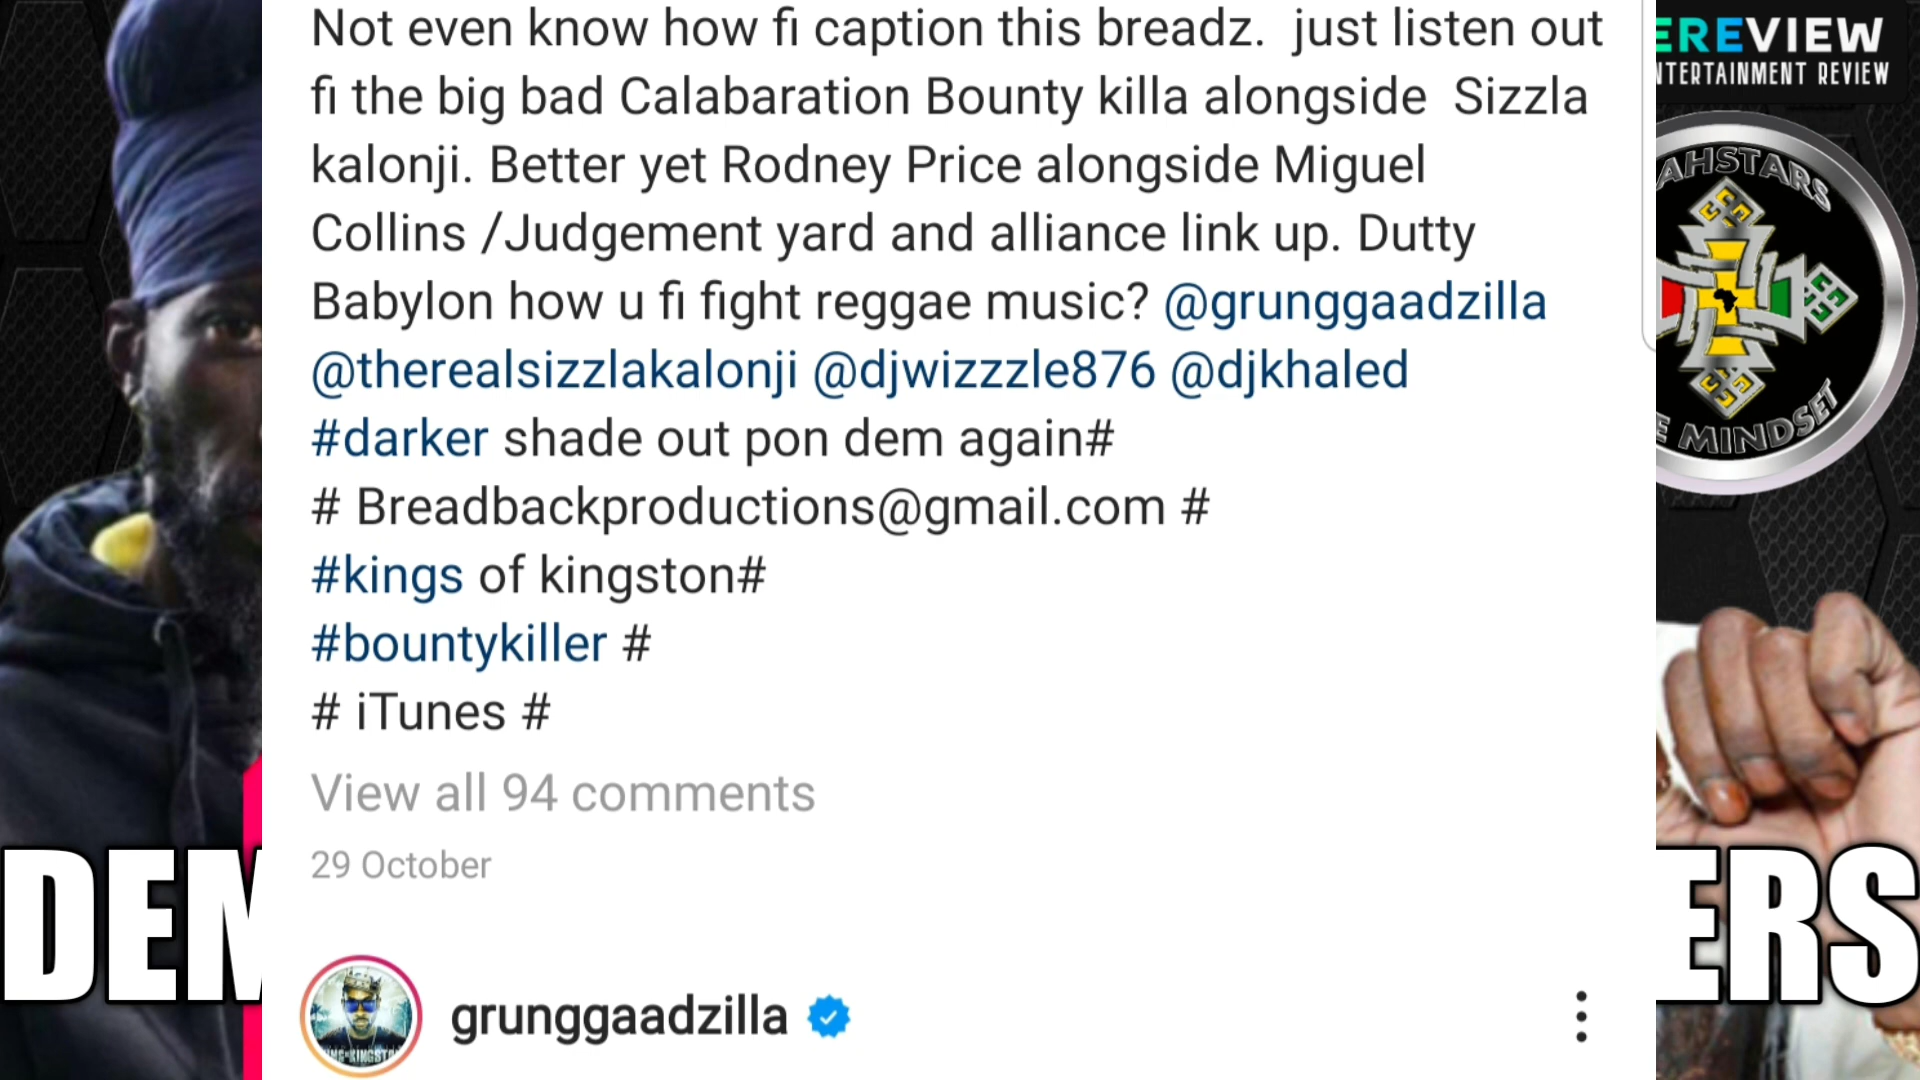 Not even know how fi caption this breadz. just listen out
fi the big bad Calabaration Bounty killa alongside Sizzla
kalonji. Better yet Rodney Price alongside Miguel
Collins /Judgement yard and alliance link up. Dutty
Babylon how u fi fight reggae music? @grunggaadzilla
@therealsizzlakalonji @djwizzzle876 @djkhaled
#darker shade out pon dem again#
# Breadbackproductions@gmail.com #
#kings of kingston#
#bountykiller #
# iTunes #
View all 94 comments
29 October
grunggaadzilla
EREVIEW
NTERTAINMENT REVIEW
AHSTARS
E MINDSET
DEM
ERS